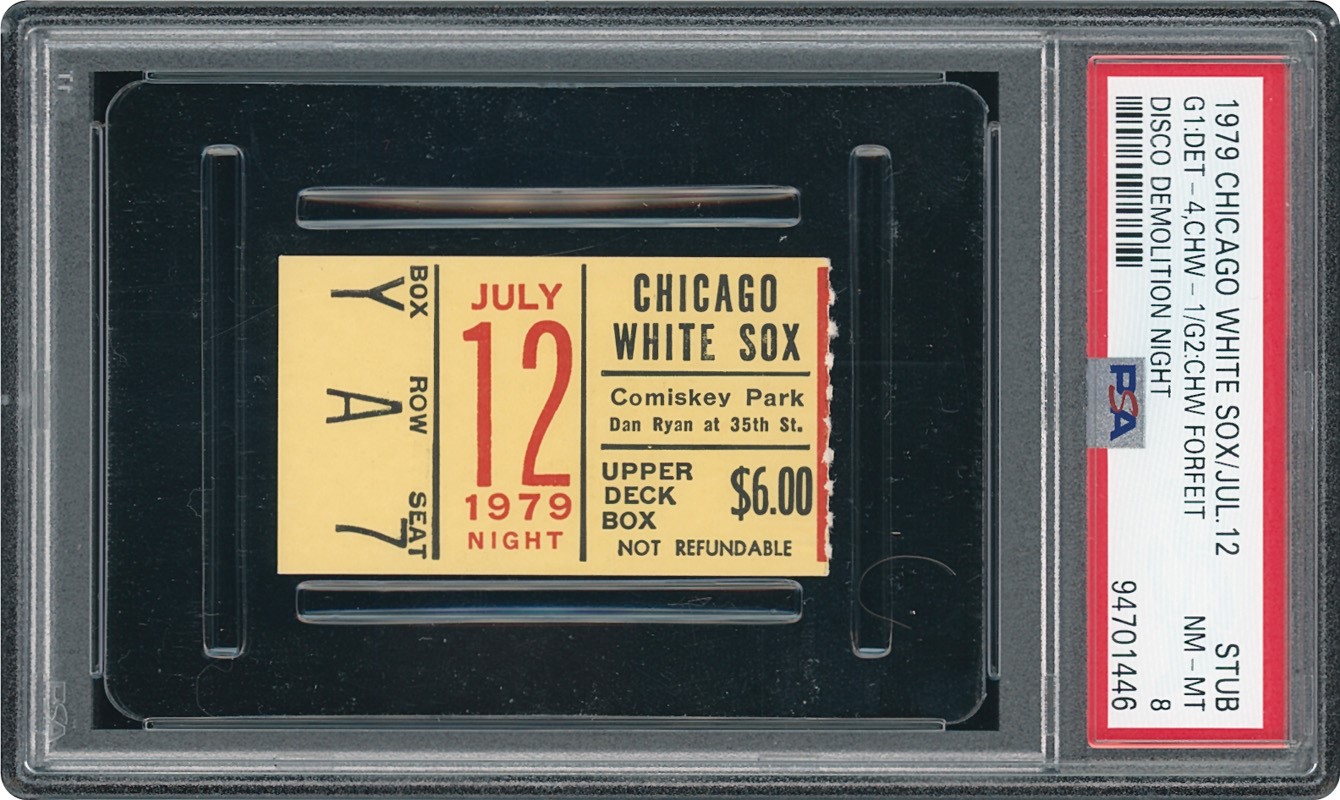 BOX ROW SEAT
Y A 7
JULY
12
1979
NIGHT
CHICAGO
WHITE SOX
Comiskey Park
Dan Ryan at 35th St.
UPPER
DECK
BOX
$6.00
NOT REFUNDABLE
1979 CHICAGO WHITE SOX/JUL.12 STUB
G1:DET-4,CHW-1/G2:CHW FORFEIT NM-MT
DISCO DEMOLITION NIGHT 8
94701446
PSA